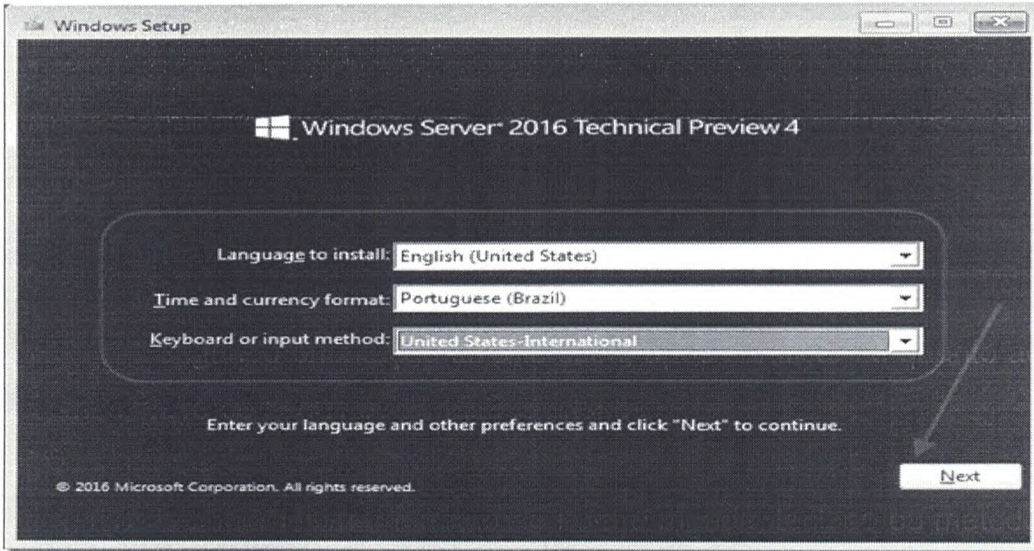 Windows Setup
Windows Server® 2016 Technical Preview 4
Language to install: English (United States)
Time and currency format: Portuguese (Brazil)
Keyboard or input method: United States-International
Enter your language and other preferences and click "Next" to continue.
Next
© 2016 Microsoft Corporation. All rights reserved.